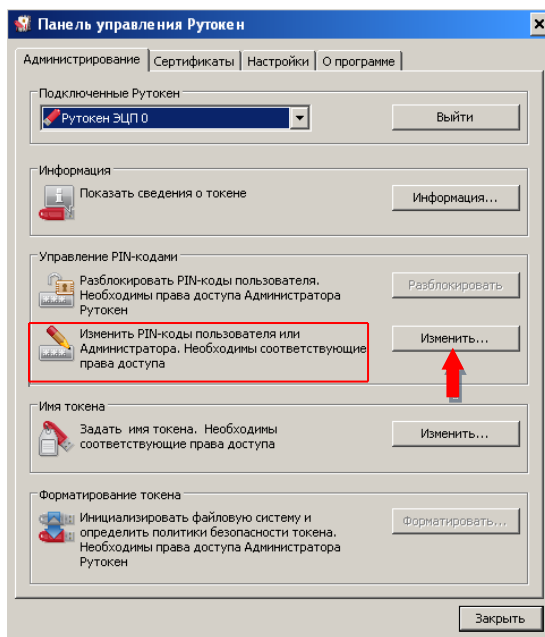 Панель управления Рутокен
Администрирование Сертификаты Настройки О программе
Подключенные Рутокен
Рутокен ЭЦП 0
Выйти
Информация
Показать сведения о токене
Информация...
Управление PIN-кодами
Разблокировать PIN-коды пользователя.
Необходимы права доступа Администратора
Рутокен
Разблокировать
Изменить PIN-коды пользователя или
Администратора. Необходимы соответствующие
права доступа
Изменить...
Имя токена
Задать имя токена. Необходимы
соответствующие права доступа
Изменить...
Форматирование токена
Инициализировать файловую систему и
определить политики безопасности токена.
Необходимы права доступа Администратора
Рутокен
Форматировать...
Закрыть